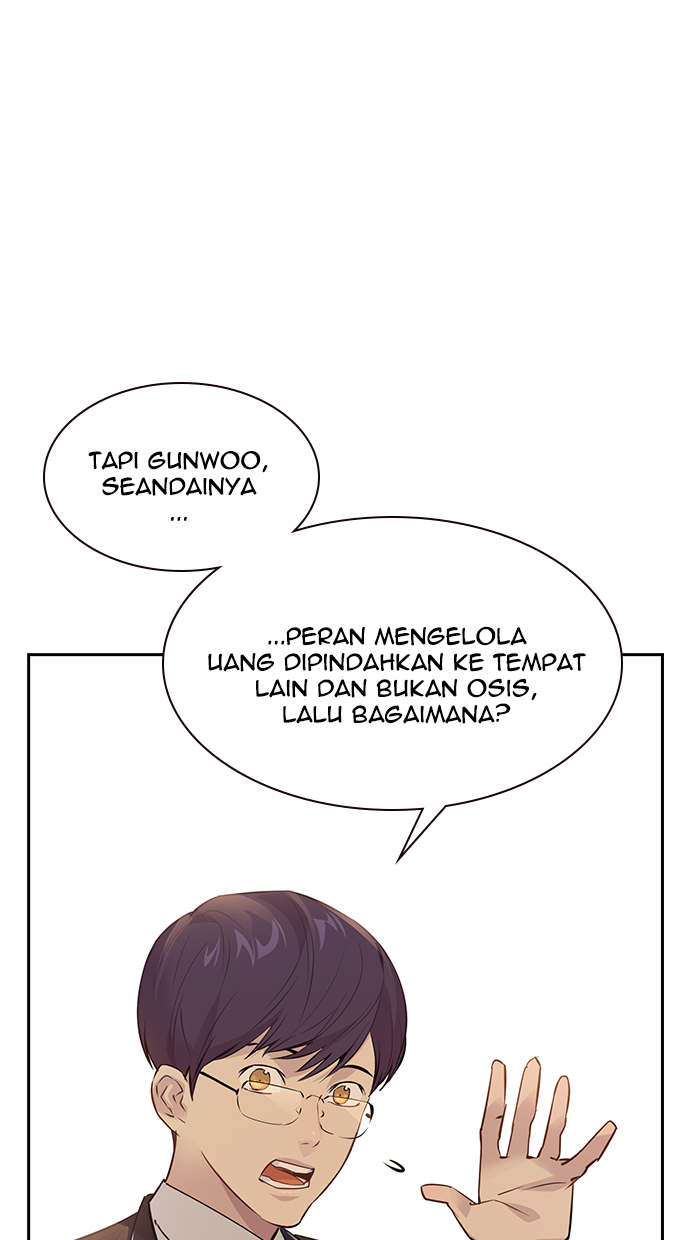 TAPI GUNWOO,
SEANDAINYA
...
...PERAN MENGELOLA
UANG DIPINDAHKAN KE TEMPAT
LAIN DAN BUKAN OSIS,
LALU BAGAIMANA?